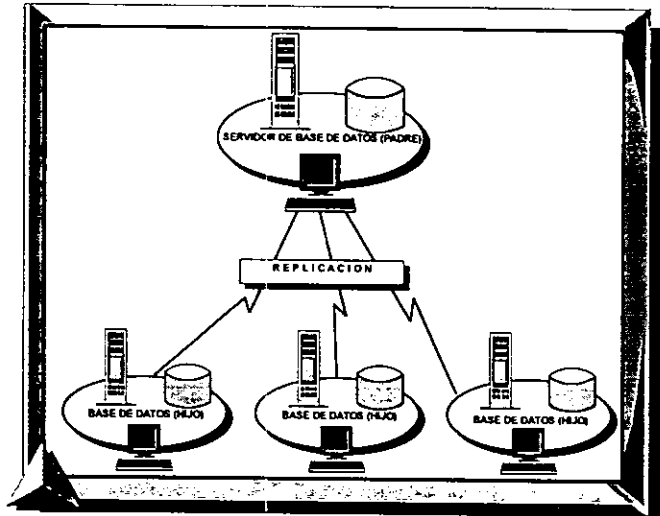 SERVIDOR DE BASE DE DATOS (PADRE)
REPLICACION
BASE DE DATOS (HIJO)
BASE DE DATOS (HIJO)
BASE DE DATOS (HIJO)